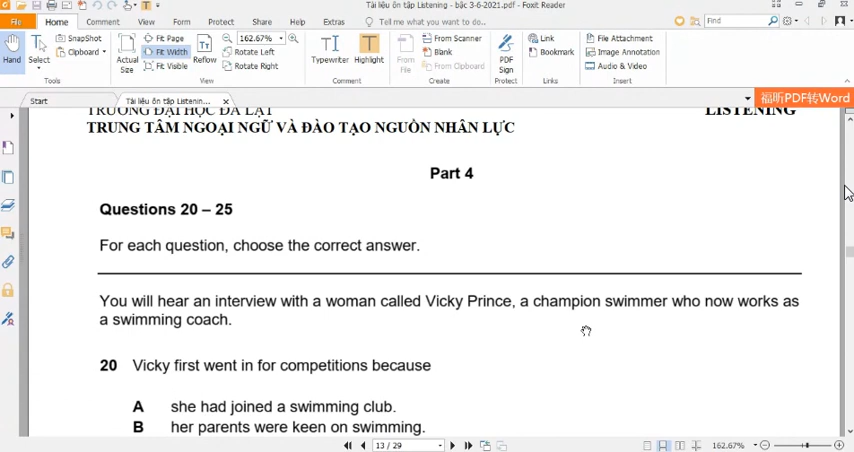 Tài liệu ôn tập Listening - bậc 3-6-2021.pdf - Foxit Reader
File Home Comment View Form Protect Share Help Extras Tell me what you want to do.. Find
Hand Select SnapShot Clipboard Actual Size Fit Page Fit Width Fit Visible Reflow 162.67% Rotate Left Rotate Right Typewriter Highlight From File From Scanner Blank From Clipboard PDF Sign Link Bookmark File Attachment Image Annotation Audio & Video
Tools View Comment Create Protect Links Insert
Start Tài liệu ôn tập Listenin... 福昕PDF转Word
TRƯỜNG ĐẠI HỌC ĐÀ LẠT LISTENING
TRUNG TÂM NGOẠI NGỮ VÀ ĐÀO TẠO NGUỒN NHÂN LỰC
Part 4
Questions 20 – 25
For each question, choose the correct answer.
You will hear an interview with a woman called Vicky Prince, a champion swimmer who now works as
a swimming coach.
20 Vicky first went in for competitions because
A she had joined a swimming club.
B her parents were keen on swimming.
13 / 29 162.67%